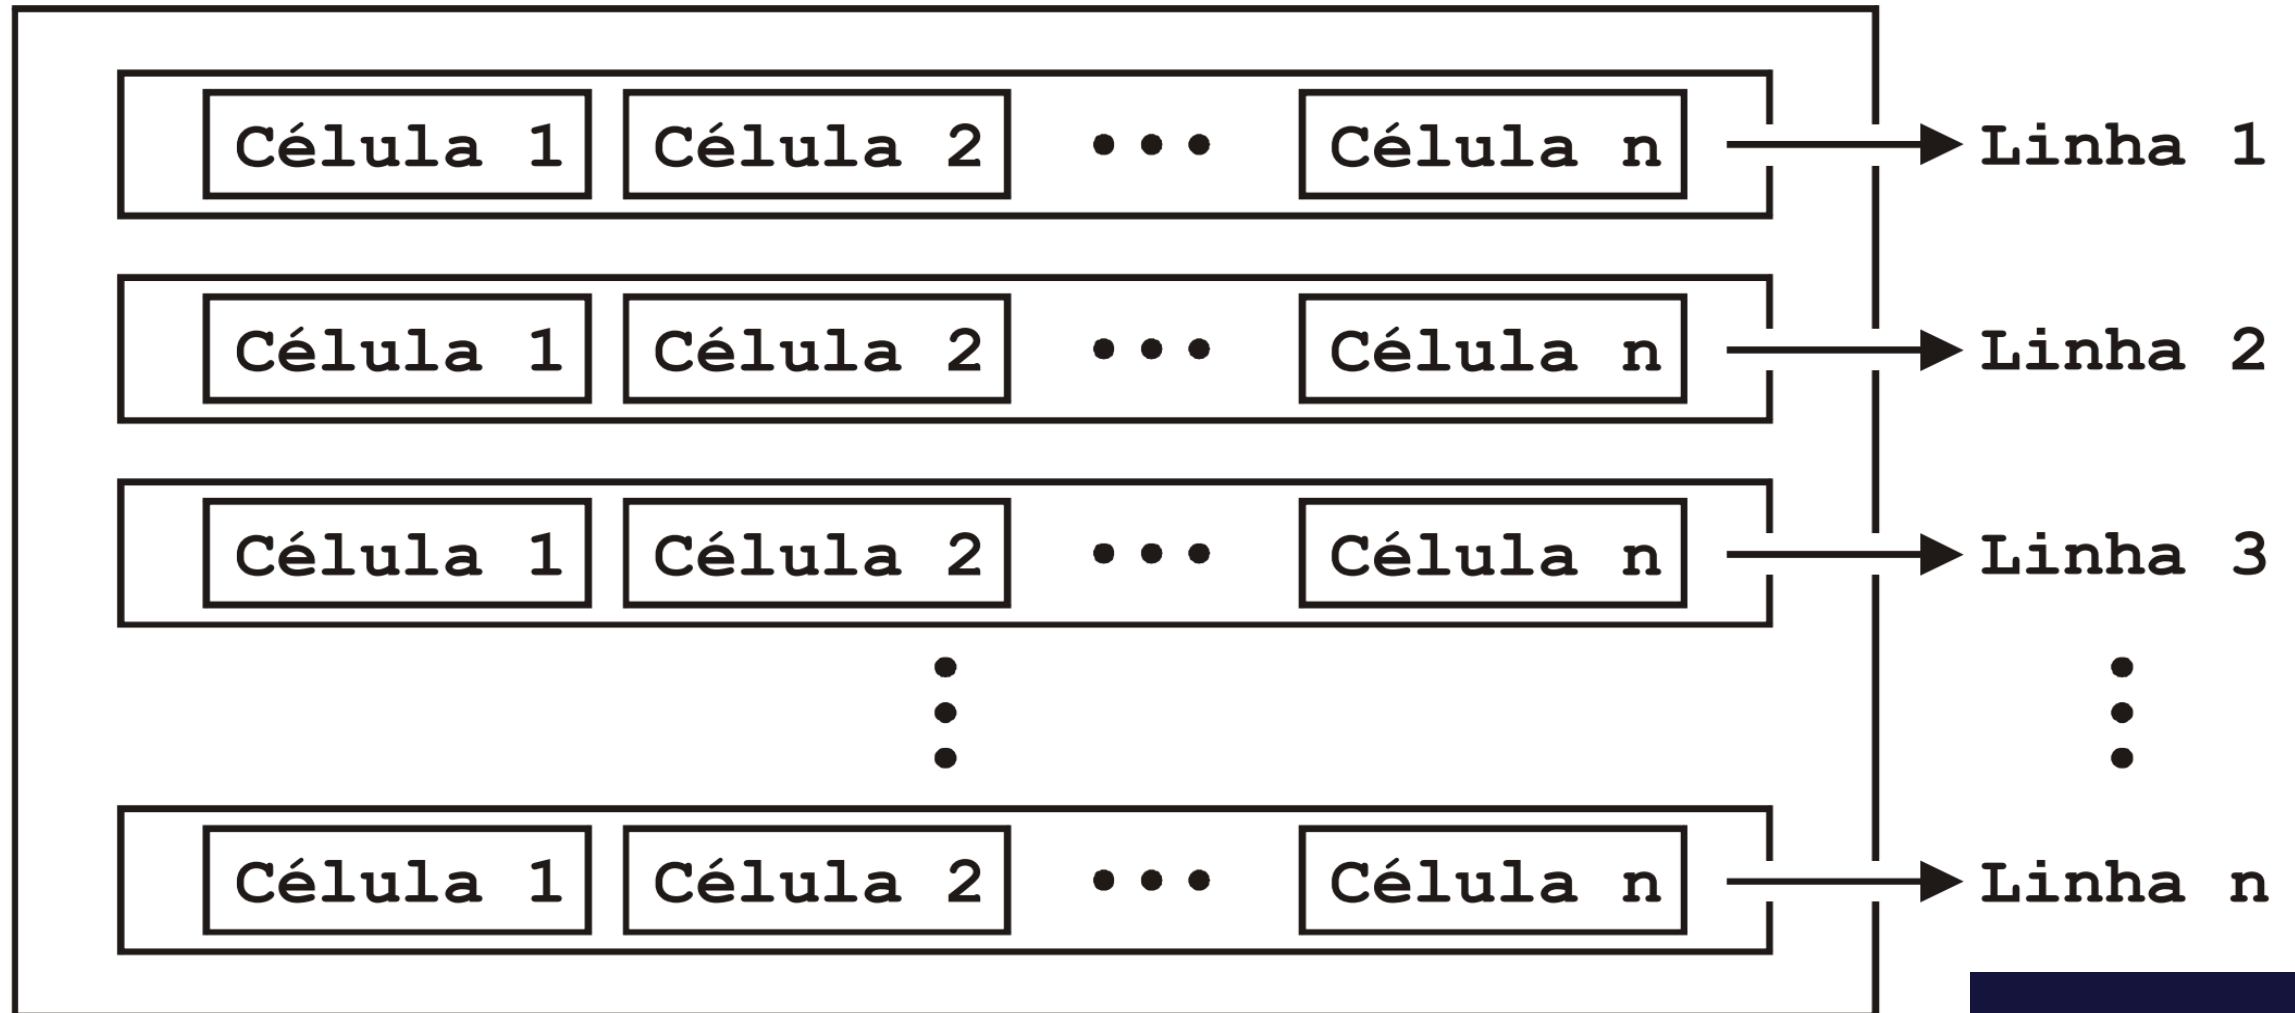 Célula 1 Célula 2 ••• Célula n Linha 1
Célula 1 Célula 2 ••• Célula n Linha 2
Célula 1 Célula 2 ••• Célula n Linha 3
Célula 1 Célula 2 ••• Célula n Linha n